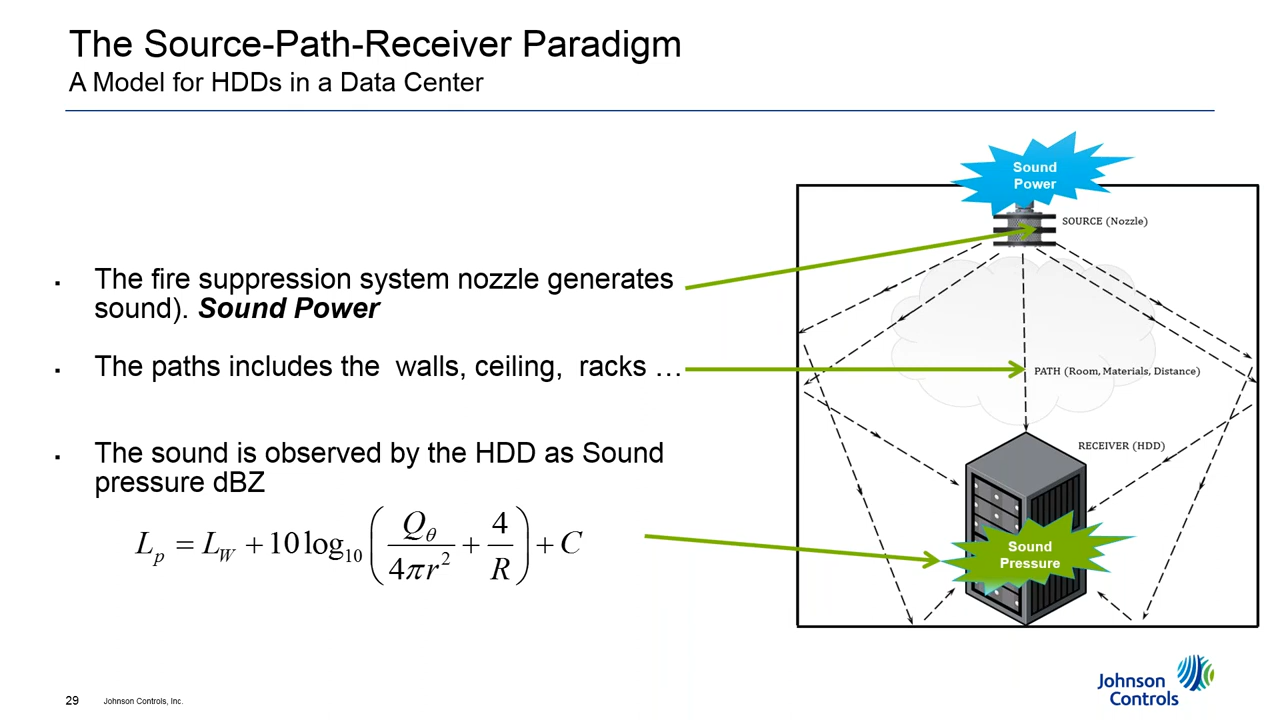 The Source-Path-Receiver Paradigm
A Model for HDDs in a Data Center
Sound
Power
SOURCE (Nozzle)
▪ The fire suppression system nozzle generates
sound). Sound Power
▪ The paths includes the walls, ceiling, racks …
PATH (Room, Materials, Distance)
▪ The sound is observed by the HDD as Sound
pressure dBZ
RECEIVER (HDD)
L_p = L_W + 10 log_10 ( Q_θ / 4πr^2 + 4 / R ) + C
Sound
Pressure
29 Johnson Controls, Inc.
Johnson
Controls